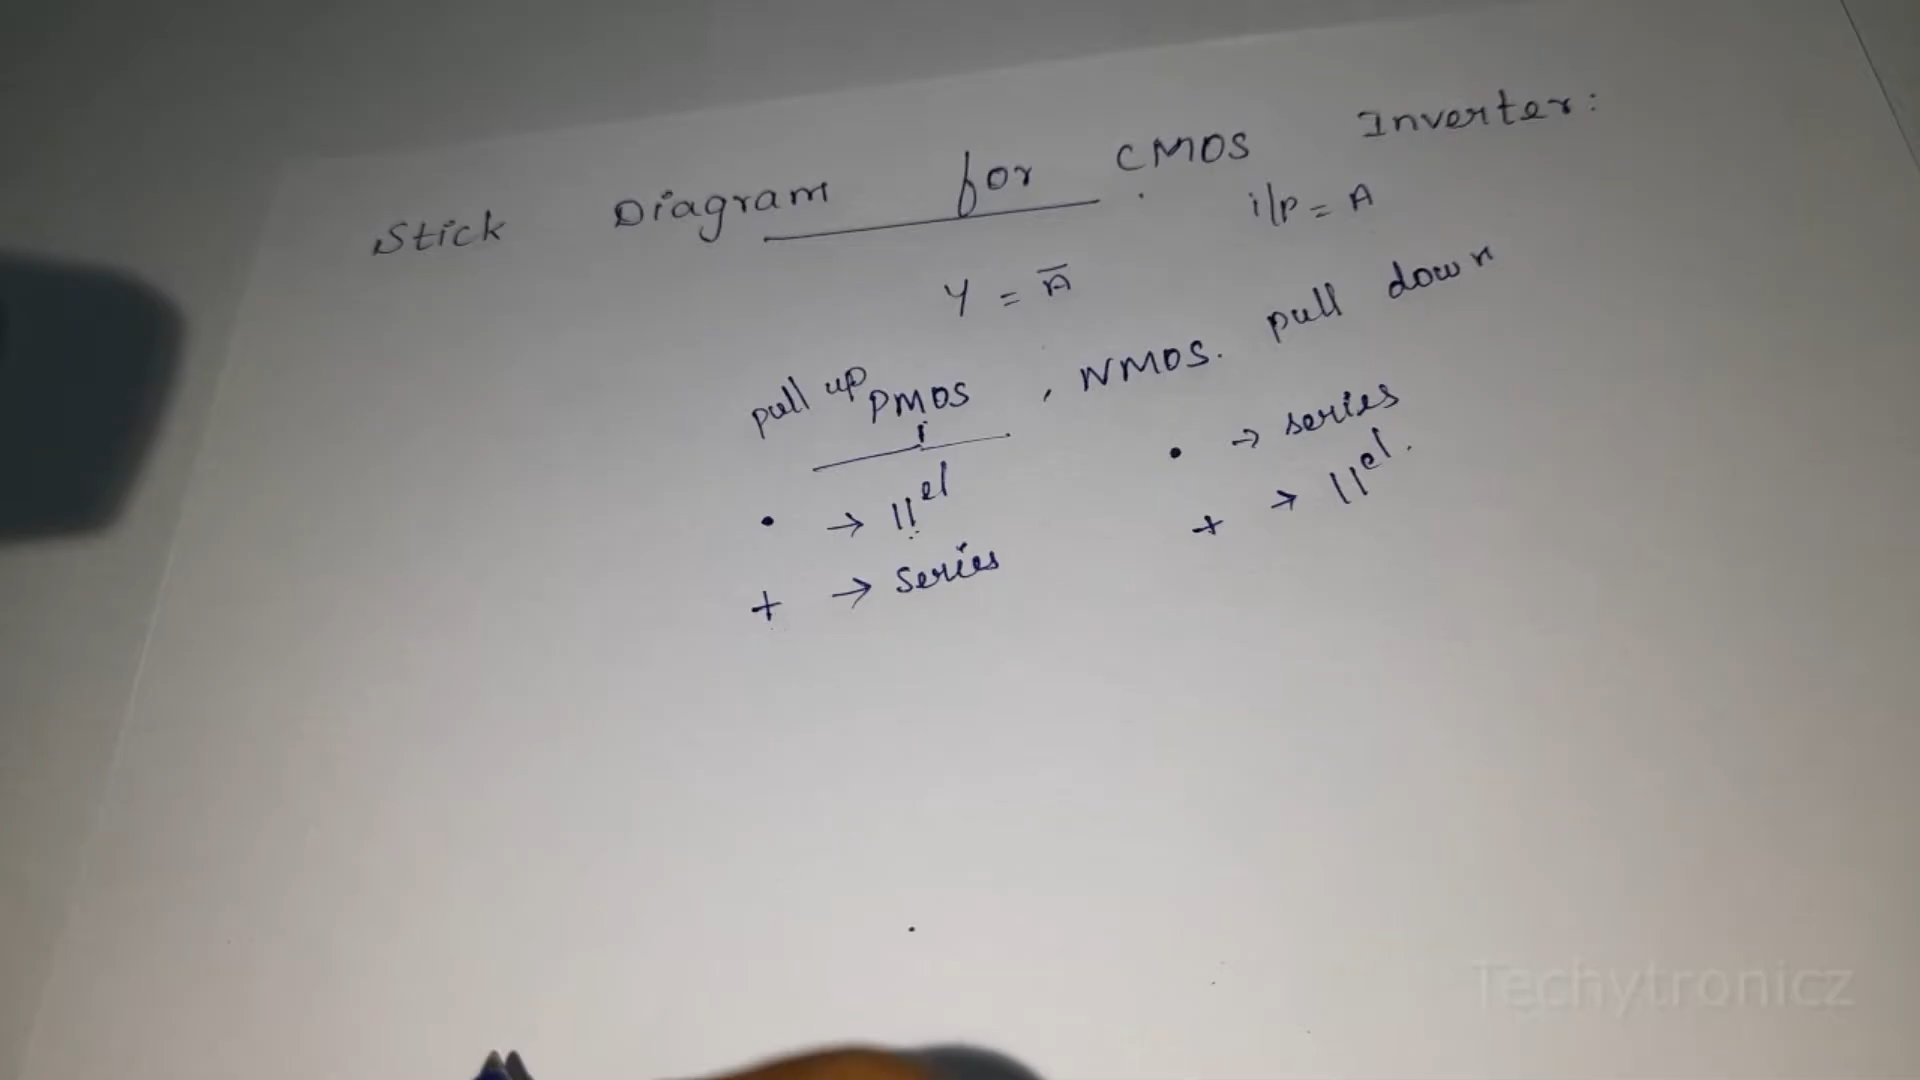 Stick Diagram for CMOS Inverter:
i/p = A
Y = A̅
pull up PMOS , NMOS. pull down
• → ||el
• → series
+ → series
+ → ||el.
Techytronicz